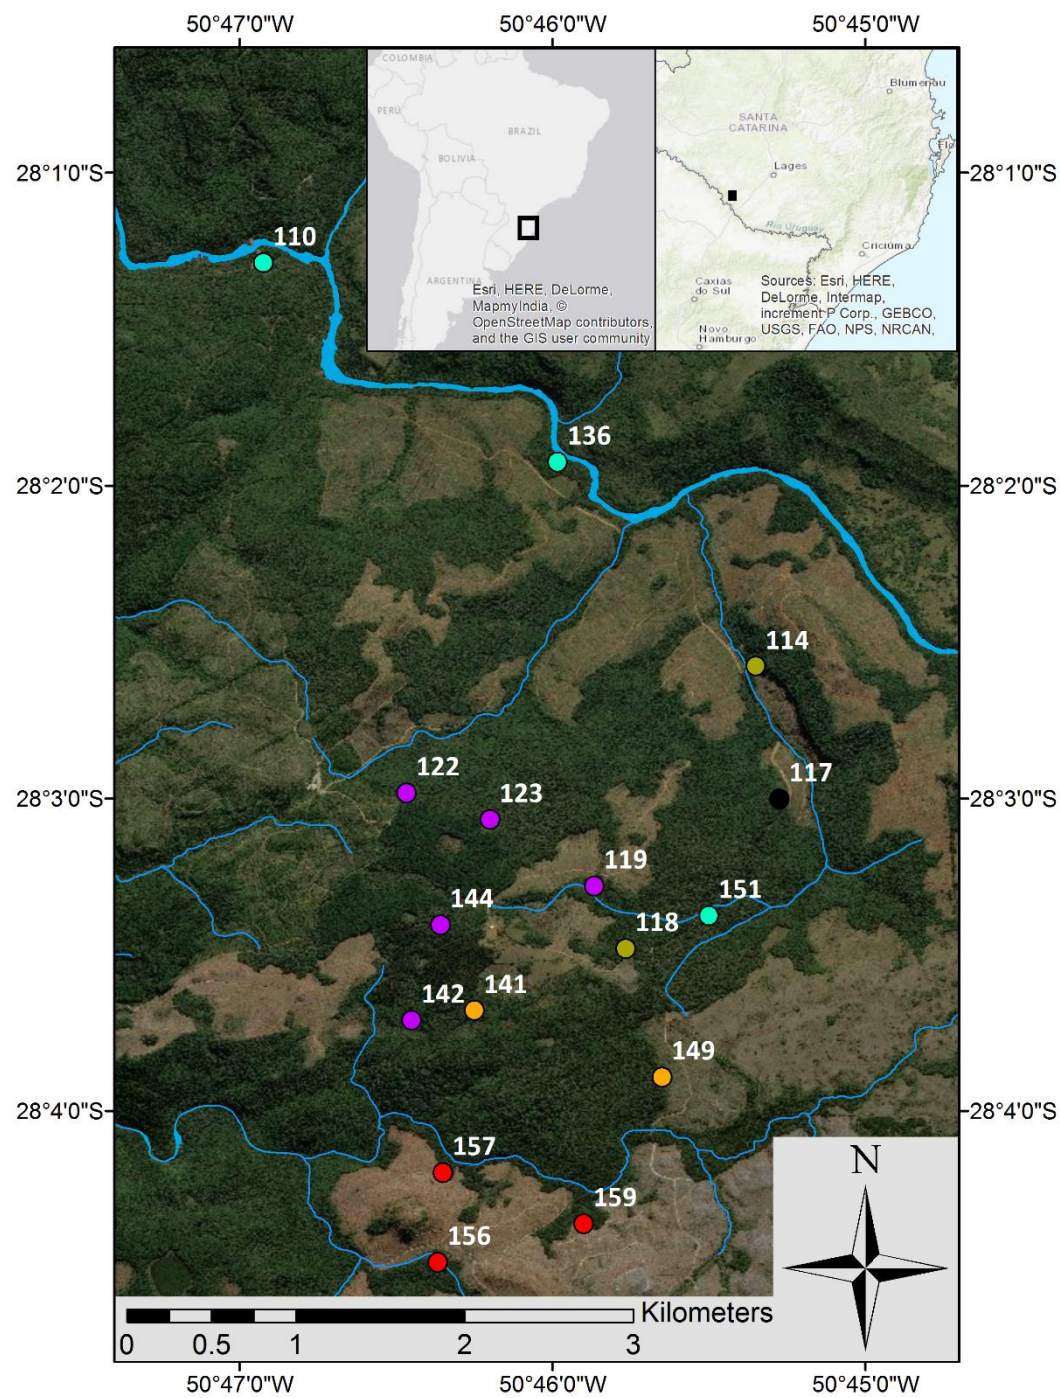 50°47'0"W
50°46'0"W
50°45'0"W
COLOMBIA
PERU
BRAZIL
BOLIVIA
ARGENTINA
Esri, HERE, DeLorme,
MapmyIndia, ©
OpenStreetMap contributors,
and the GIS user community
Blumenau
SANTA
CATARINA
Flo
Lages
Rio Uruguay
Criciúma
Caxias
do Sul
Novo
Hamburgo
Sources: Esri, HERE,
DeLorme, Intermap,
increment P Corp., GEBCO,
USGS, FAO, NPS, NRCAN,
28°1'0"S
28°1'0"S
110
136
28°2'0"S
28°2'0"S
114
117
122
123
28°3'0"S
28°3'0"S
119
144
151
118
142
141
149
28°4'0"S
28°4'0"S
157
159
156
N
Kilometers
0
0.5
1
2
3
50°47'0"W
50°46'0"W
50°45'0"W